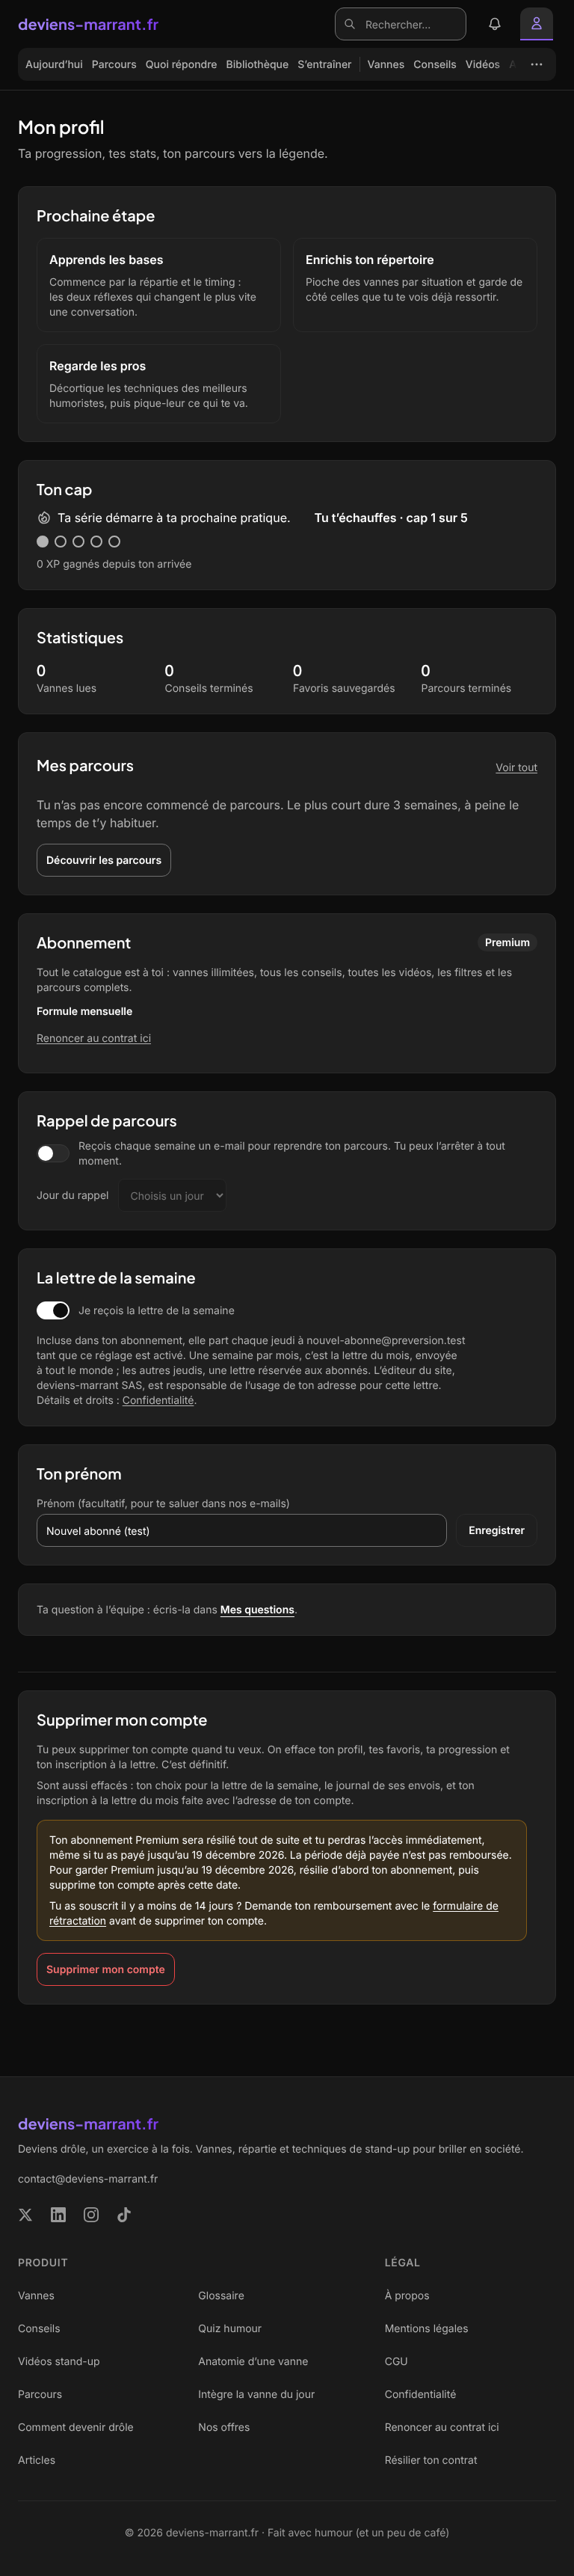 deviens-marrant.fr
Rechercher...
Aujourd’hui Parcours Quoi répondre Bibliothèque S’entraîner Vannes Conseils Vidéos
Mon profil
Ta progression, tes stats, ton parcours vers la légende.
Prochaine étape
Apprends les bases
Commence par la répartie et le timing :
les deux réflexes qui changent le plus vite
une conversation.
Enrichis ton répertoire
Pioche des vannes par situation et garde de
côté celles que tu te vois déjà ressortir.
Regarde les pros
Décortique les techniques des meilleurs
humoristes, puis pique-leur ce qui te va.
Ton cap
Ta série démarre à ta prochaine pratique. Tu t’échauffes · cap 1 sur 5
0 XP gagnés depuis ton arrivée
Statistiques
0 0 0 0
Vannes lues Conseils terminés Favoris sauvegardés Parcours terminés
Mes parcours
Voir tout
Tu n’as pas encore commencé de parcours. Le plus court dure 3 semaines, à peine le
temps de t’y habituer.
Découvrir les parcours
Abonnement
Premium
Tout le catalogue est à toi : vannes illimitées, tous les conseils, toutes les vidéos, les filtres et les
parcours complets.
Formule mensuelle
Renoncer au contrat ici
Rappel de parcours
Reçois chaque semaine un e-mail pour reprendre ton parcours. Tu peux l’arrêter à tout
moment.
Jour du rappel Choisis un jour
La lettre de la semaine
Je reçois la lettre de la semaine
Incluse dans ton abonnement, elle part chaque jeudi à nouvel-abonne@preversion.test
tant que ce réglage est activé. Une semaine par mois, c’est la lettre du mois, envoyée
à tout le monde ; les autres jeudis, une lettre réservée aux abonnés. L’éditeur du site,
deviens-marrant SAS, est responsable de l’usage de ton adresse pour cette lettre.
Détails et droits : Confidentialité.
Ton prénom
Prénom (facultatif, pour te saluer dans nos e-mails)
Nouvel abonné (test)
Enregistrer
Ta question à l’équipe : écris-la dans Mes questions.
Supprimer mon compte
Tu peux supprimer ton compte quand tu veux. On efface ton profil, tes favoris, ta progression et
ton inscription à la lettre. C’est définitif.
Sont aussi effacés : ton choix pour la lettre de la semaine, le journal de ses envois, et ton
inscription à la lettre du mois faite avec l’adresse de ton compte.
Ton abonnement Premium sera résilié tout de suite et tu perdras l’accès immédiatement,
même si tu as payé jusqu’au 19 décembre 2026. La période déjà payée n’est pas remboursée.
Pour garder Premium jusqu’au 19 décembre 2026, résilie d’abord ton abonnement, puis
supprime ton compte après cette date.
Tu as souscrit il y a moins de 14 jours ? Demande ton remboursement avec le formulaire de
rétractation avant de supprimer ton compte.
Supprimer mon compte
deviens-marrant.fr
Deviens drôle, un exercice à la fois. Vannes, répartie et techniques de stand-up pour briller en société.
contact@deviens-marrant.fr
PRODUIT
Vannes
Conseils
Vidéos stand-up
Parcours
Comment devenir drôle
Articles
Glossaire
Quiz humour
Anatomie d’une vanne
Intègre la vanne du jour
Nos offres
LÉGAL
À propos
Mentions légales
CGU
Confidentialité
Renoncer au contrat ici
Résilier ton contrat
© 2026 deviens-marrant.fr · Fait avec humour (et un peu de café)